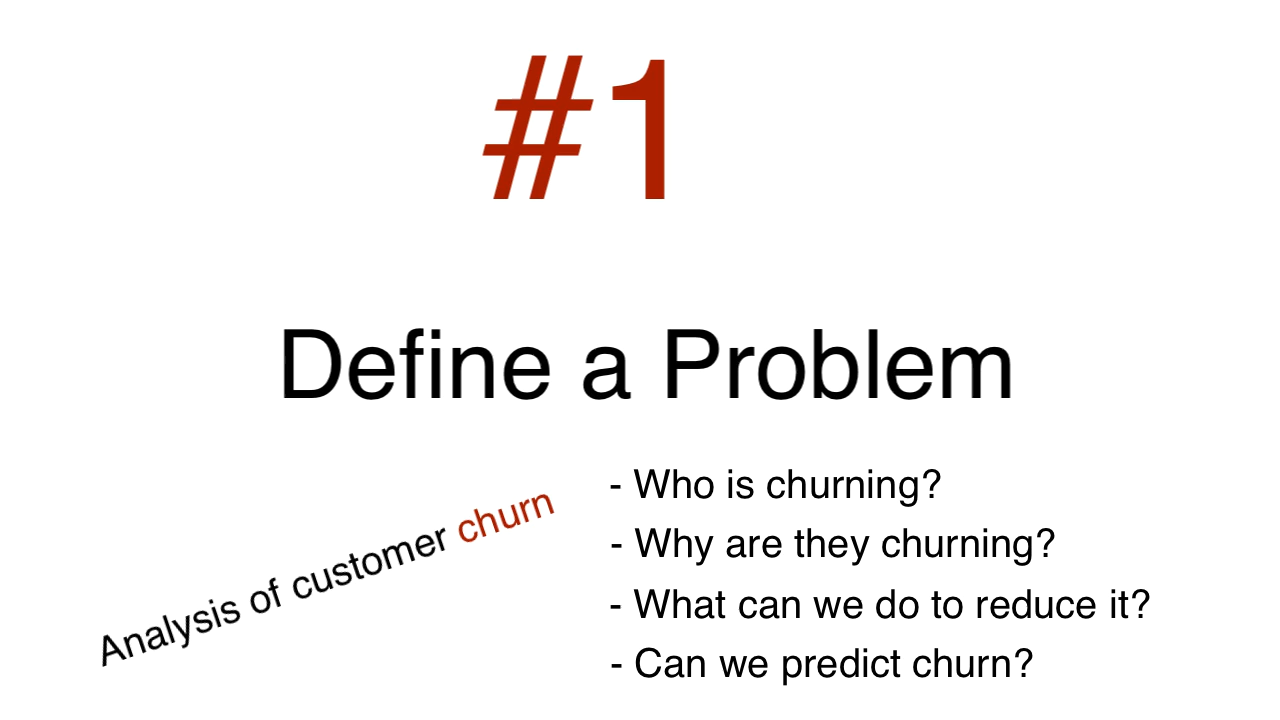 #1
Define a Problem
Analysis of customer churn
- Who is churning?
- Why are they churning?
- What can we do to reduce it?
- Can we predict churn?